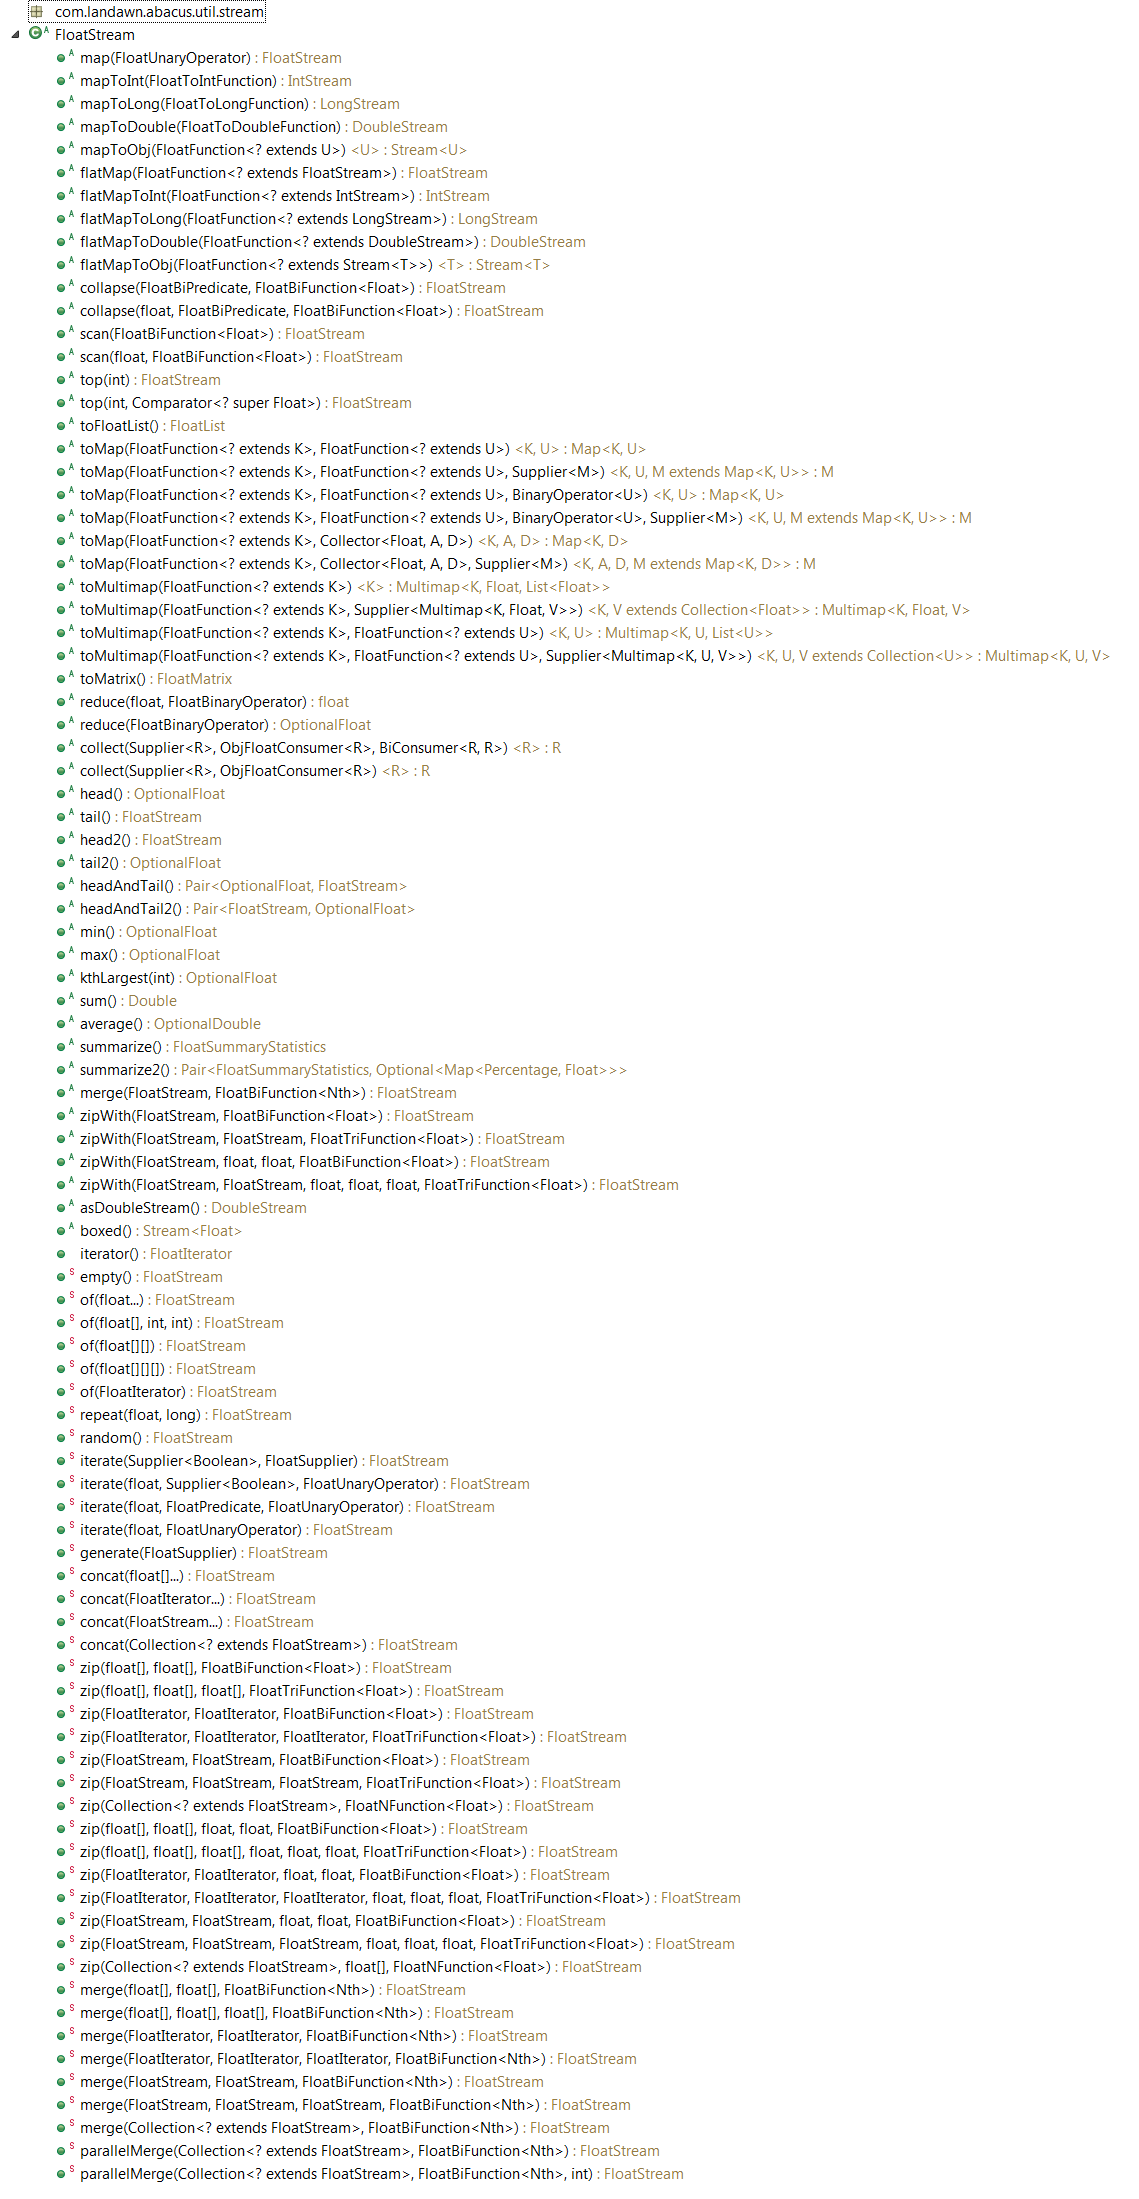 com.landawn.abacus.util.stream
FloatStream
map(FloatUnaryOperator) : FloatStream
mapToInt(FloatToIntFunction) : IntStream
mapToLong(FloatToLongFunction) : LongStream
mapToDouble(FloatToDoubleFunction) : DoubleStream
mapToObj(FloatFunction<? extends U>) <U> : Stream<U>
flatMap(FloatFunction<? extends FloatStream>) : FloatStream
flatMapToInt(FloatFunction<? extends IntStream>) : IntStream
flatMapToLong(FloatFunction<? extends LongStream>) : LongStream
flatMapToDouble(FloatFunction<? extends DoubleStream>) : DoubleStream
flatMapToObj(FloatFunction<? extends Stream<T>>) <T> : Stream<T>
collapse(FloatBiPredicate, FloatBiFunction<Float>) : FloatStream
collapse(float, FloatBiPredicate, FloatBiFunction<Float>) : FloatStream
scan(FloatBiFunction<Float>) : FloatStream
scan(float, FloatBiFunction<Float>) : FloatStream
top(int) : FloatStream
top(int, Comparator<? super Float>) : FloatStream
toFloatList() : FloatList
toMap(FloatFunction<? extends K>, FloatFunction<? extends U>) <K, U> : Map<K, U>
toMap(FloatFunction<? extends K>, FloatFunction<? extends U>, Supplier<M>) <K, U, M extends Map<K, U>> : M
toMap(FloatFunction<? extends K>, FloatFunction<? extends U>, BinaryOperator<U>) <K, U> : Map<K, U>
toMap(FloatFunction<? extends K>, FloatFunction<? extends U>, BinaryOperator<U>, Supplier<M>) <K, U, M extends Map<K, U>> : M
toMap(FloatFunction<? extends K>, Collector<Float, A, D>) <K, A, D> : Map<K, D>
toMap(FloatFunction<? extends K>, Collector<Float, A, D>, Supplier<M>) <K, A, D, M extends Map<K, D>> : M
toMultimap(FloatFunction<? extends K>) <K> : Multimap<K, Float, List<Float>>
toMultimap(FloatFunction<? extends K>, Supplier<Multimap<K, Float, V>>) <K, V extends Collection<Float>> : Multimap<K, Float, V>
toMultimap(FloatFunction<? extends K>, FloatFunction<? extends U>) <K, U> : Multimap<K, U, List<U>>
toMultimap(FloatFunction<? extends K>, FloatFunction<? extends U>, Supplier<Multimap<K, U, V>>) <K, U, V extends Collection<U>> : Multimap<K, U, V>
toMatrix() : FloatMatrix
reduce(float, FloatBinaryOperator) : float
reduce(FloatBinaryOperator) : OptionalFloat
collect(Supplier<R>, ObjFloatConsumer<R>, BiConsumer<R, R>) <R> : R
collect(Supplier<R>, ObjFloatConsumer<R>) <R> : R
head() : OptionalFloat
tail() : FloatStream
head2() : FloatStream
tail2() : OptionalFloat
headAndTail() : Pair<OptionalFloat, FloatStream>
headAndTail2() : Pair<FloatStream, OptionalFloat>
min() : OptionalFloat
max() : OptionalFloat
kthLargest(int) : OptionalFloat
sum() : Double
average() : OptionalDouble
summarize() : FloatSummaryStatistics
summarize2() : Pair<FloatSummaryStatistics, Optional<Map<Percentage, Float>>>
merge(FloatStream, FloatBiFunction<Nth>) : FloatStream
zipWith(FloatStream, FloatBiFunction<Float>) : FloatStream
zipWith(FloatStream, FloatStream, FloatTriFunction<Float>) : FloatStream
zipWith(FloatStream, float, float, FloatBiFunction<Float>) : FloatStream
zipWith(FloatStream, FloatStream, float, float, float, FloatTriFunction<Float>) : FloatStream
asDoubleStream() : DoubleStream
boxed() : Stream<Float>
iterator() : FloatIterator
empty() : FloatStream
of(float...) : FloatStream
of(float[], int, int) : FloatStream
of(float[][]) : FloatStream
of(float[][][]) : FloatStream
of(FloatIterator) : FloatStream
repeat(float, long) : FloatStream
random() : FloatStream
iterate(Supplier<Boolean>, FloatSupplier) : FloatStream
iterate(float, Supplier<Boolean>, FloatUnaryOperator) : FloatStream
iterate(float, FloatPredicate, FloatUnaryOperator) : FloatStream
iterate(float, FloatUnaryOperator) : FloatStream
generate(FloatSupplier) : FloatStream
concat(float[]...) : FloatStream
concat(FloatIterator...) : FloatStream
concat(FloatStream...) : FloatStream
concat(Collection<? extends FloatStream>) : FloatStream
zip(float[], float[], FloatBiFunction<Float>) : FloatStream
zip(float[], float[], float[], FloatTriFunction<Float>) : FloatStream
zip(FloatIterator, FloatIterator, FloatBiFunction<Float>) : FloatStream
zip(FloatIterator, FloatIterator, FloatIterator, FloatTriFunction<Float>) : FloatStream
zip(FloatStream, FloatStream, FloatBiFunction<Float>) : FloatStream
zip(FloatStream, FloatStream, FloatStream, FloatTriFunction<Float>) : FloatStream
zip(Collection<? extends FloatStream>, FloatNFunction<Float>) : FloatStream
zip(float[], float[], float, float, FloatBiFunction<Float>) : FloatStream
zip(float[], float[], float[], float, float, float, FloatTriFunction<Float>) : FloatStream
zip(FloatIterator, FloatIterator, float, float, FloatBiFunction<Float>) : FloatStream
zip(FloatIterator, FloatIterator, FloatIterator, float, float, float, FloatTriFunction<Float>) : FloatStream
zip(FloatStream, FloatStream, float, float, FloatBiFunction<Float>) : FloatStream
zip(FloatStream, FloatStream, FloatStream, float, float, float, FloatTriFunction<Float>) : FloatStream
zip(Collection<? extends FloatStream>, float[], FloatNFunction<Float>) : FloatStream
merge(float[], float[], FloatBiFunction<Nth>) : FloatStream
merge(float[], float[], float[], FloatBiFunction<Nth>) : FloatStream
merge(FloatIterator, FloatIterator, FloatBiFunction<Nth>) : FloatStream
merge(FloatIterator, FloatIterator, FloatIterator, FloatBiFunction<Nth>) : FloatStream
merge(FloatStream, FloatStream, FloatBiFunction<Nth>) : FloatStream
merge(FloatStream, FloatStream, FloatStream, FloatBiFunction<Nth>) : FloatStream
merge(Collection<? extends FloatStream>, FloatBiFunction<Nth>) : FloatStream
parallelMerge(Collection<? extends FloatStream>, FloatBiFunction<Nth>) : FloatStream
parallelMerge(Collection<? extends FloatStream>, FloatBiFunction<Nth>, int) : FloatStream